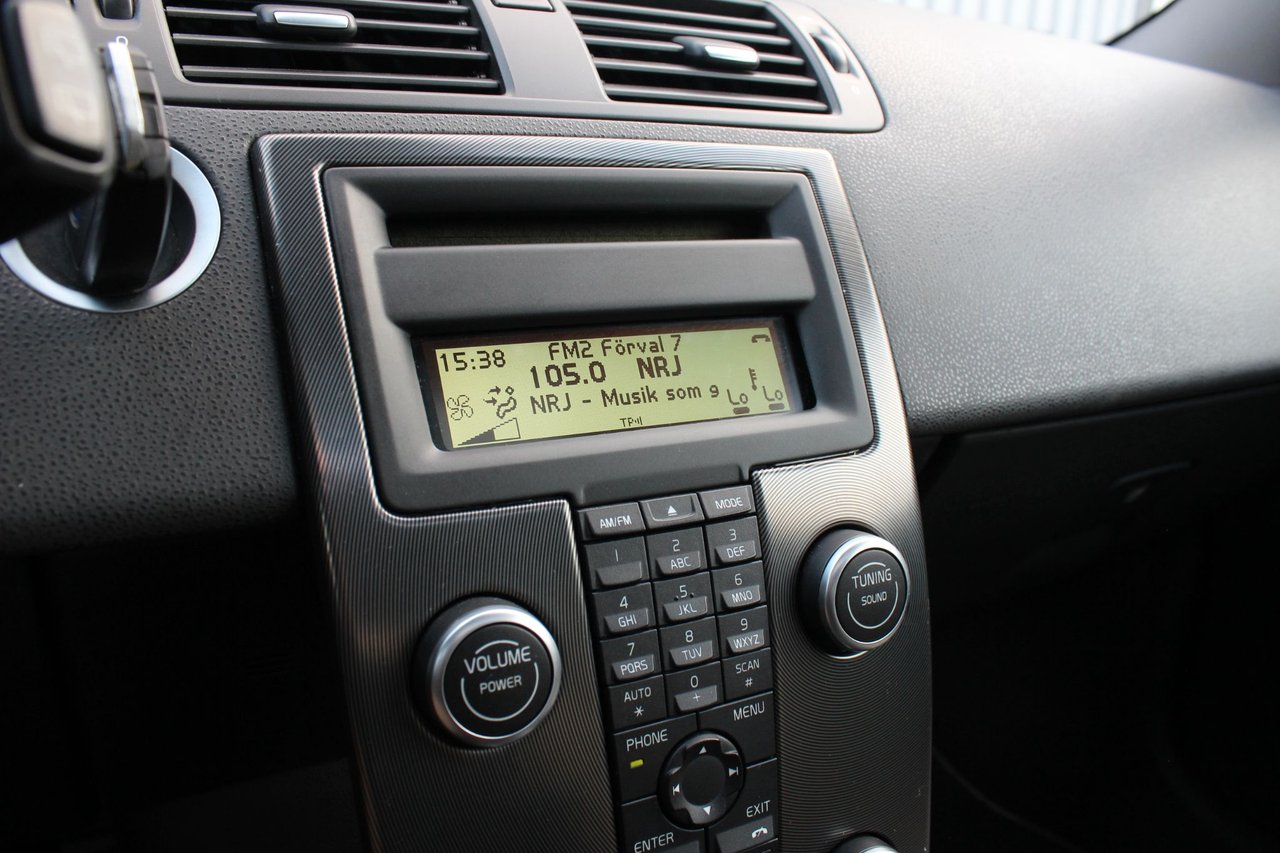 15:38
FM2 Förval 7
105.0 NRJ
NRJ - Musik som g
Lo Lo
TP
AM/FM
MODE
1
2
ABC
3
DEF
4
GHI
5
JKL
6
MNO
7
PQRS
8
TUV
9
WXYZ
AUTO
*
0
+
SCAN
#
VOLUME
POWER
TUNING
SOUND
PHONE
MENU
ENTER
EXIT